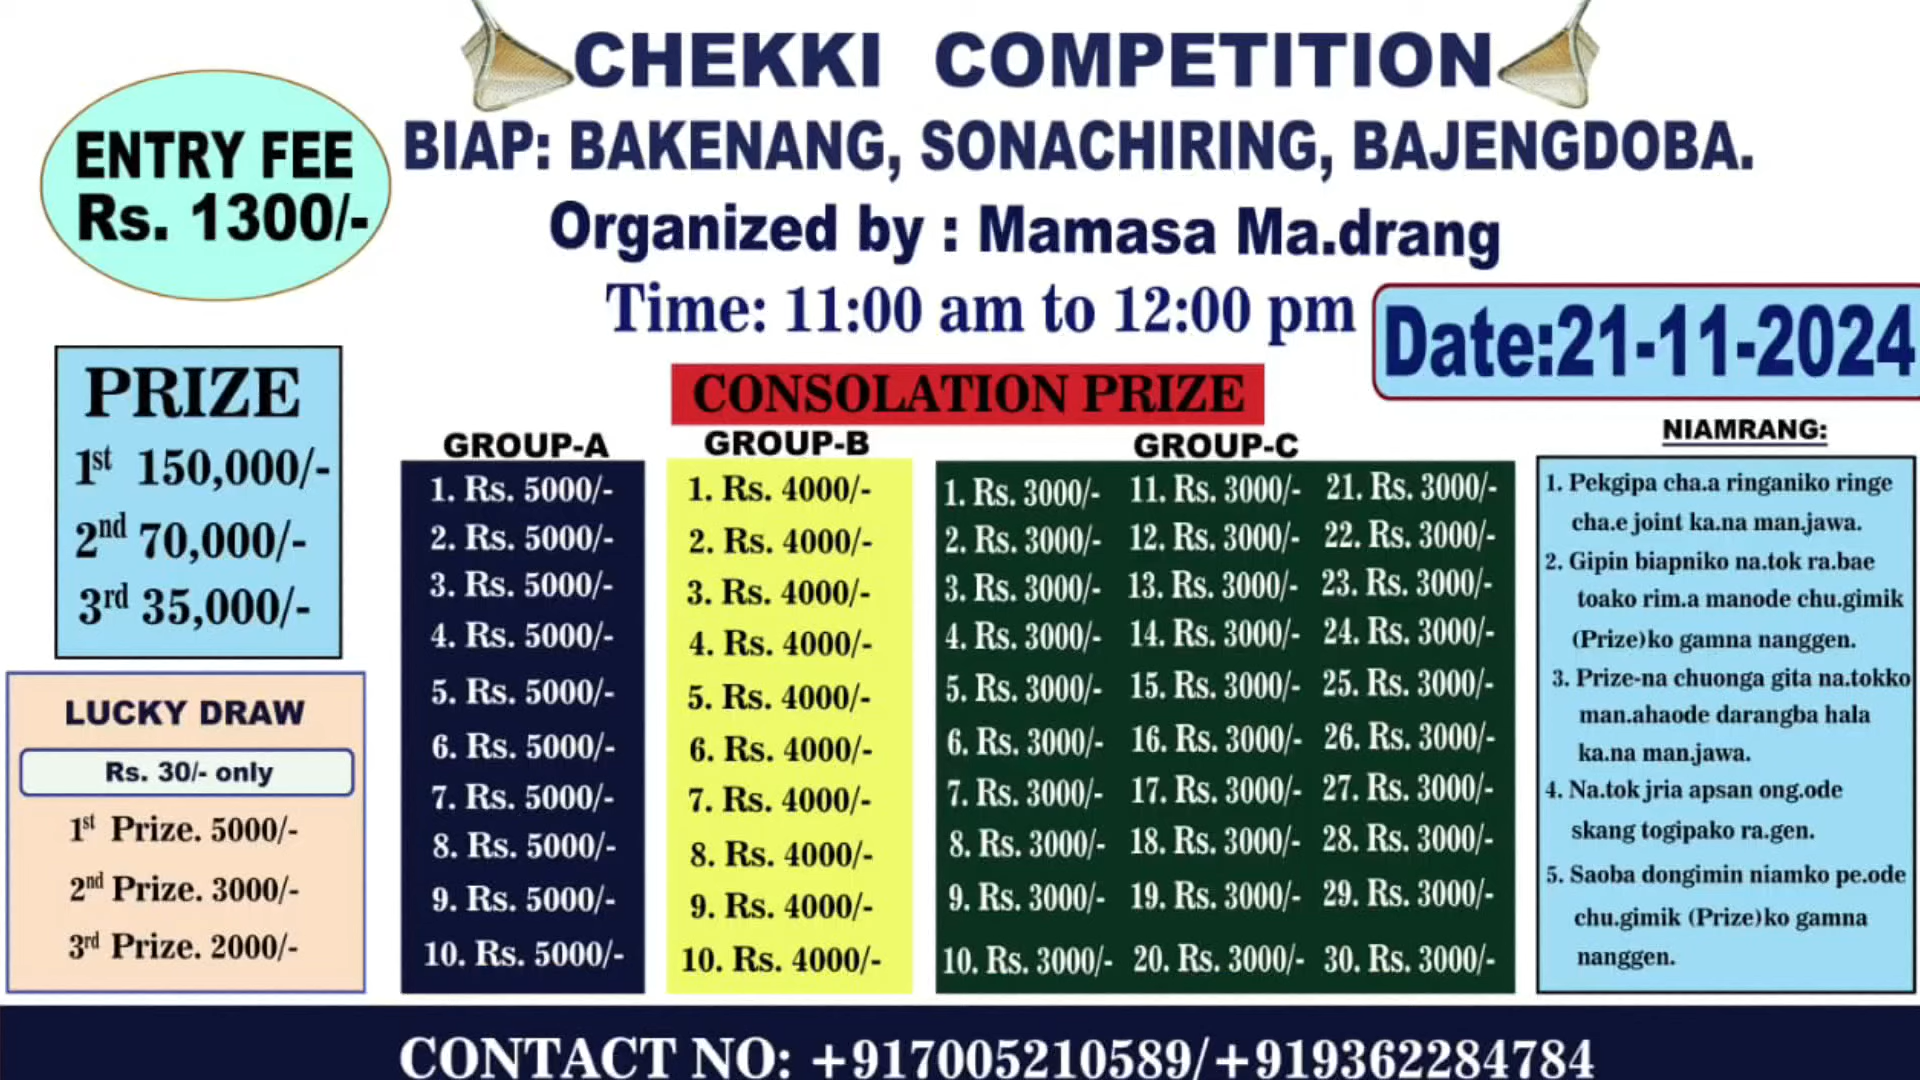 CHEKKI COMPETITION
BIAP: BAKENANG, SONACHIRING, BAJENGDOBA.
Organized by : Mamasa Ma.drang
Time: 11:00 am to 12:00 pm
Date:21-11-2024
ENTRY FEE
Rs. 1300/-
PRIZE
1st 150,000/-
2nd 70,000/-
3rd 35,000/-
LUCKY DRAW
Rs. 30/- only
1st Prize. 5000/-
2nd Prize. 3000/-
3rd Prize. 2000/-
CONSOLATION PRIZE
GROUP-A
1. Rs. 5000/-
2. Rs. 5000/-
3. Rs. 5000/-
4. Rs. 5000/-
5. Rs. 5000/-
6. Rs. 5000/-
7. Rs. 5000/-
8. Rs. 5000/-
9. Rs. 5000/-
10. Rs. 5000/-
GROUP-B
1. Rs. 4000/-
2. Rs. 4000/-
3. Rs. 4000/-
4. Rs. 4000/-
5. Rs. 4000/-
6. Rs. 4000/-
7. Rs. 4000/-
8. Rs. 4000/-
9. Rs. 4000/-
10. Rs. 4000/-
GROUP-C
1. Rs. 3000/- 11. Rs. 3000/- 21. Rs. 3000/-
2. Rs. 3000/- 12. Rs. 3000/- 22. Rs. 3000/-
3. Rs. 3000/- 13. Rs. 3000/- 23. Rs. 3000/-
4. Rs. 3000/- 14. Rs. 3000/- 24. Rs. 3000/-
5. Rs. 3000/- 15. Rs. 3000/- 25. Rs. 3000/-
6. Rs. 3000/- 16. Rs. 3000/- 26. Rs. 3000/-
7. Rs. 3000/- 17. Rs. 3000/- 27. Rs. 3000/-
8. Rs. 3000/- 18. Rs. 3000/- 28. Rs. 3000/-
9. Rs. 3000/- 19. Rs. 3000/- 29. Rs. 3000/-
10. Rs. 3000/- 20. Rs. 3000/- 30. Rs. 3000/-
NIAMRANG:
1. Pekgipa cha.a ringaniko ringe
cha.e joint ka.na man.jawa.
2. Gipin biapniko na.tok ra.bae
toako rim.a manode chu.gimik
(Prize)ko gamna nanggen.
3. Prize-na chuonga gita na.tokko
man.ahaode darangba hala
ka.na man.jawa.
4. Na.tok jria apsan ong.ode
skang togipako ra.gen.
5. Saoba dongimin niamko pe.ode
chu.gimik (Prize)ko gamna
nanggen.
CONTACT NO: +917005210589/+919362284784